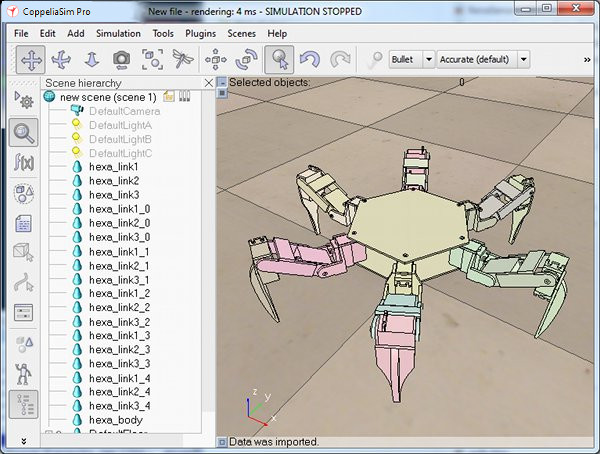 CoppeliaSim Pro
New file - rendering: 4 ms - SIMULATION STOPPED
File Edit Add Simulation Tools Plugins Scenes Help
Bullet Accurate (default) »
Scene hierarchy
Selected objects: 0
new scene (scene 1)
DefaultCamera
DefaultLightA
DefaultLightB
DefaultLightC
hexa_link1
hexa_link2
hexa_link3
hexa_link1_0
hexa_link2_0
hexa_link3_0
hexa_link1_1
hexa_link2_1
hexa_link3_1
hexa_link1_2
hexa_link2_2
hexa_link3_2
hexa_link1_3
hexa_link2_3
hexa_link3_3
hexa_link1_4
hexa_link2_4
hexa_link3_4
hexa_body
DefaultFloor
f(x)
z
y
x
Data was imported.